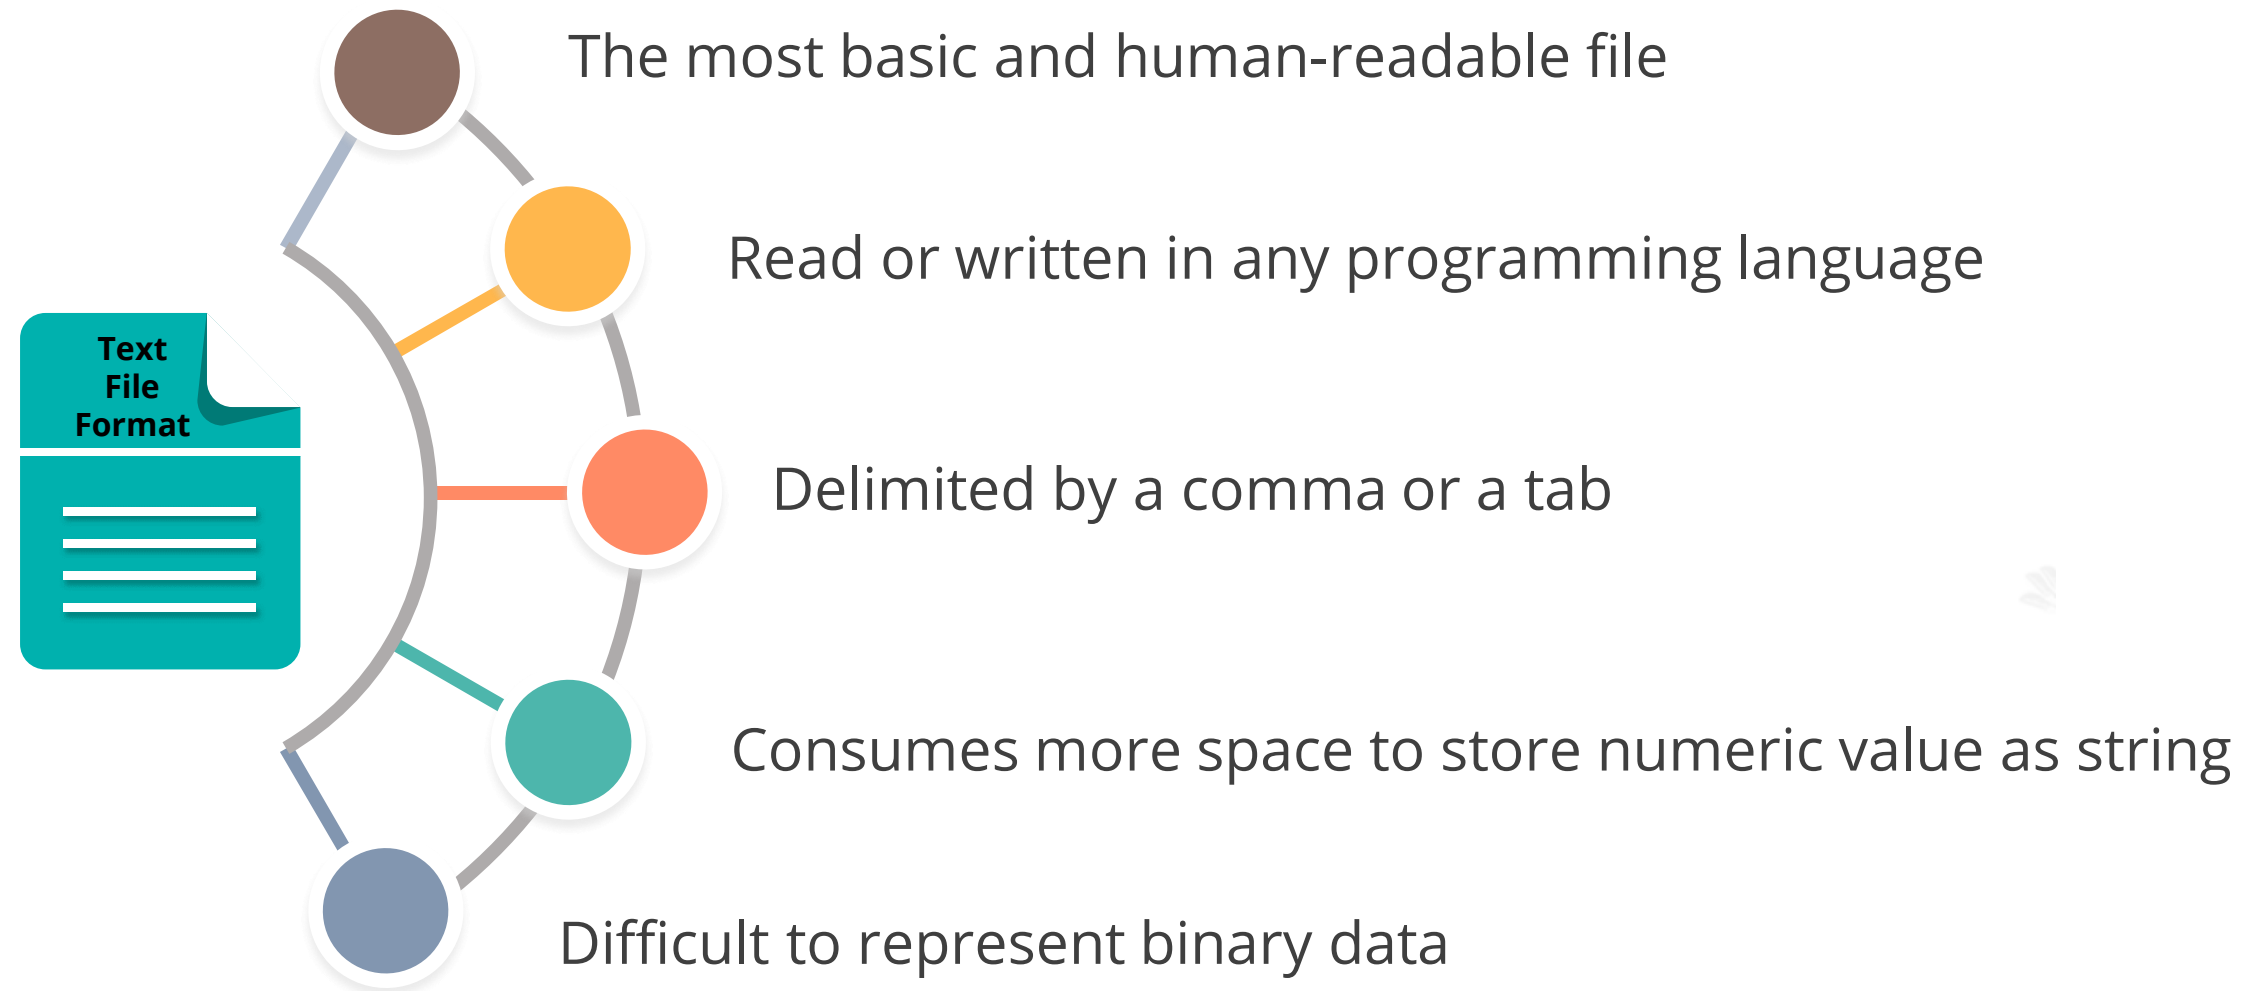 The most basic and human-readable file
Read or written in any programming language
Text
File
Format
Delimited by a comma or a tab
Consumes more space to store numeric value as string
Difficult to represent binary data